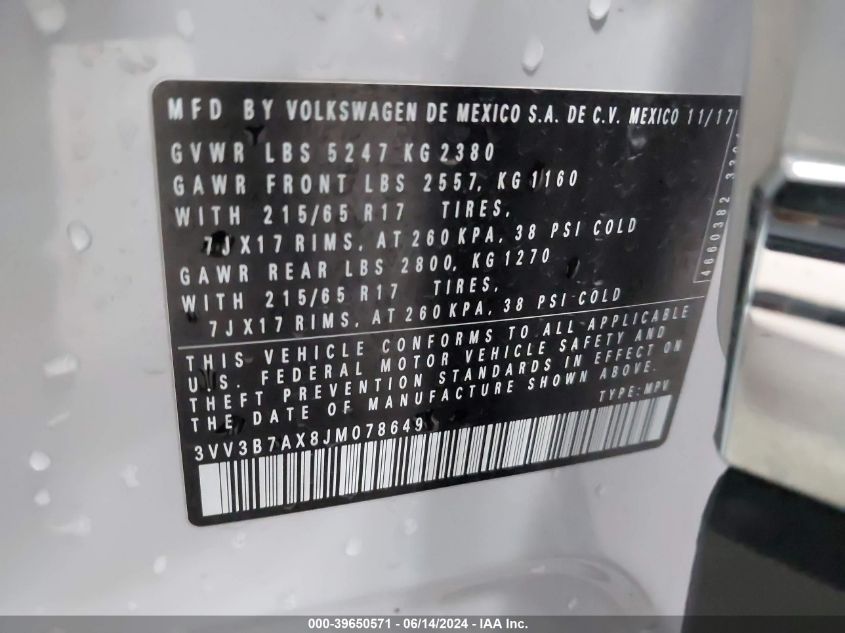 MFD BY VOLKSWAGEN DE MEXICO S.A. DE C.V. MEXICO 11/17
GVWR LBS 5247 KG 2380
GAWR FRONT LBS 2557, KG 1160
WITH 215/65 R17 TIRES,
7JX17 RIMS, AT 260 KPA, 38 PSI COLD
GAWR REAR LBS 2800, KG 1270
WITH 215/65 R17 TIRES,
7JX17 RIMS, AT 260 KPA, 38 PSI COLD
THIS VEHICLE CONFORMS TO ALL APPLICABLE
U.S. FEDERAL MOTOR VEHICLE SAFETY AND
THEFT PREVENTION STANDARDS IN EFFECT ON
THE DATE OF MANUFACTURE SHOWN ABOVE.
TYPE: MPV
3VV3B7AX8JM078649
4660382
000-39650571 - 06/14/2024 - IAA Inc.